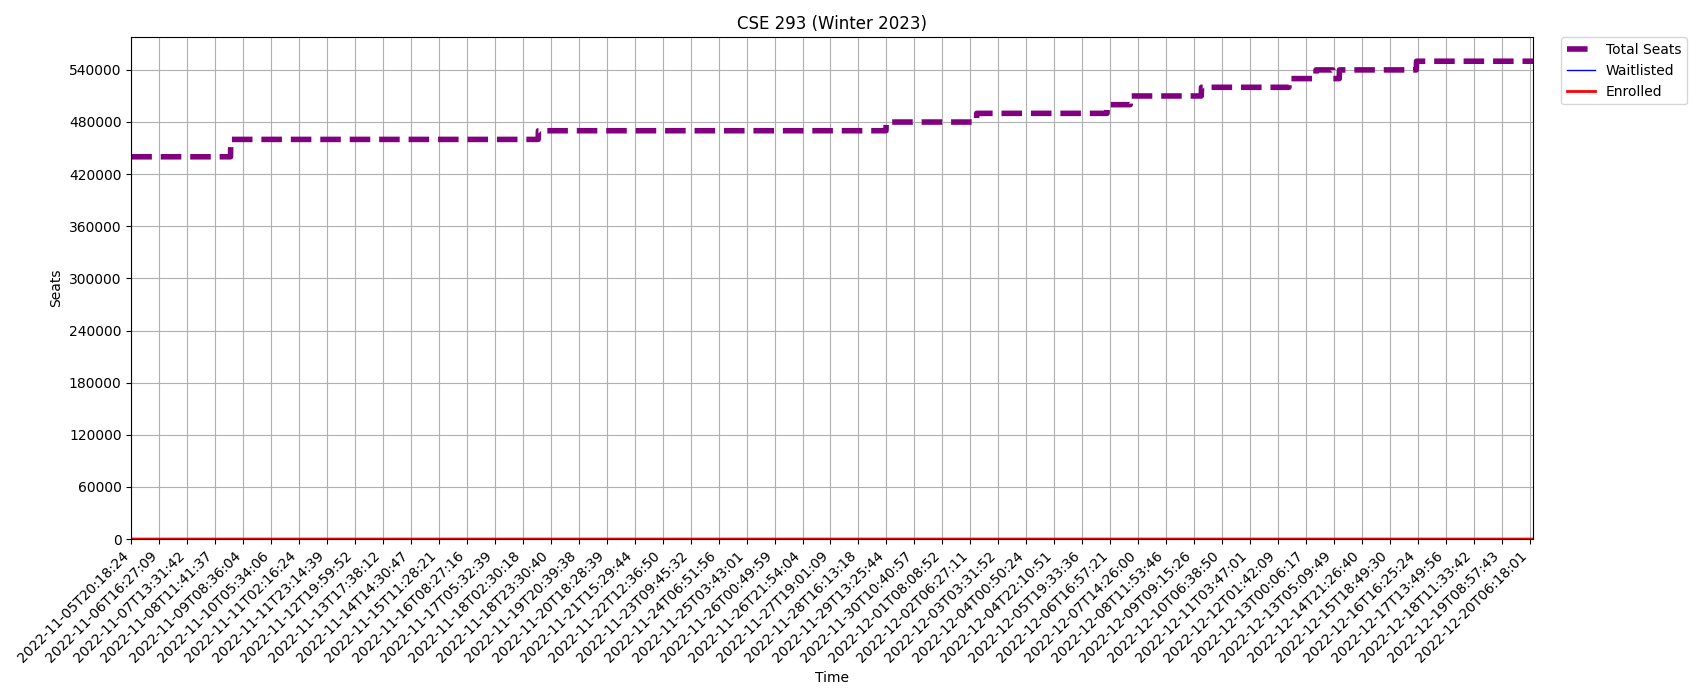 CSE 293 (Winter 2023)
Total Seats
Waitlisted
Enrolled
540000
480000
420000
360000
300000
240000
180000
120000
60000
0
Seats
2022-11-05T20:18:24
2022-11-06T16:27:09
2022-11-07T13:31:42
2022-11-08T11:41:37
2022-11-09T08:36:04
2022-11-10T05:34:06
2022-11-11T02:16:24
2022-11-11T23:14:39
2022-11-12T19:59:52
2022-11-13T17:38:12
2022-11-14T14:30:47
2022-11-15T11:28:21
2022-11-16T08:27:16
2022-11-17T05:32:39
2022-11-18T02:30:18
2022-11-18T23:30:40
2022-11-19T20:39:38
2022-11-20T18:28:39
2022-11-21T15:29:44
2022-11-22T12:36:50
2022-11-23T09:45:32
2022-11-24T06:51:56
2022-11-25T03:43:01
2022-11-26T00:49:59
2022-11-26T21:54:04
2022-11-27T19:01:09
2022-11-28T16:13:18
2022-11-29T13:25:44
2022-11-30T10:40:57
2022-12-01T08:08:52
2022-12-02T06:27:11
2022-12-03T03:31:52
2022-12-04T00:50:24
2022-12-04T22:10:51
2022-12-05T19:33:36
2022-12-06T16:57:21
2022-12-07T14:26:00
2022-12-08T11:53:46
2022-12-09T09:15:26
2022-12-10T06:38:50
2022-12-11T03:47:01
2022-12-12T01:42:09
2022-12-13T00:06:17
2022-12-13T05:09:49
2022-12-14T21:26:40
2022-12-15T18:49:30
2022-12-16T16:25:24
2022-12-17T13:49:56
2022-12-18T11:33:42
2022-12-19T08:57:43
2022-12-20T06:18:01
Time